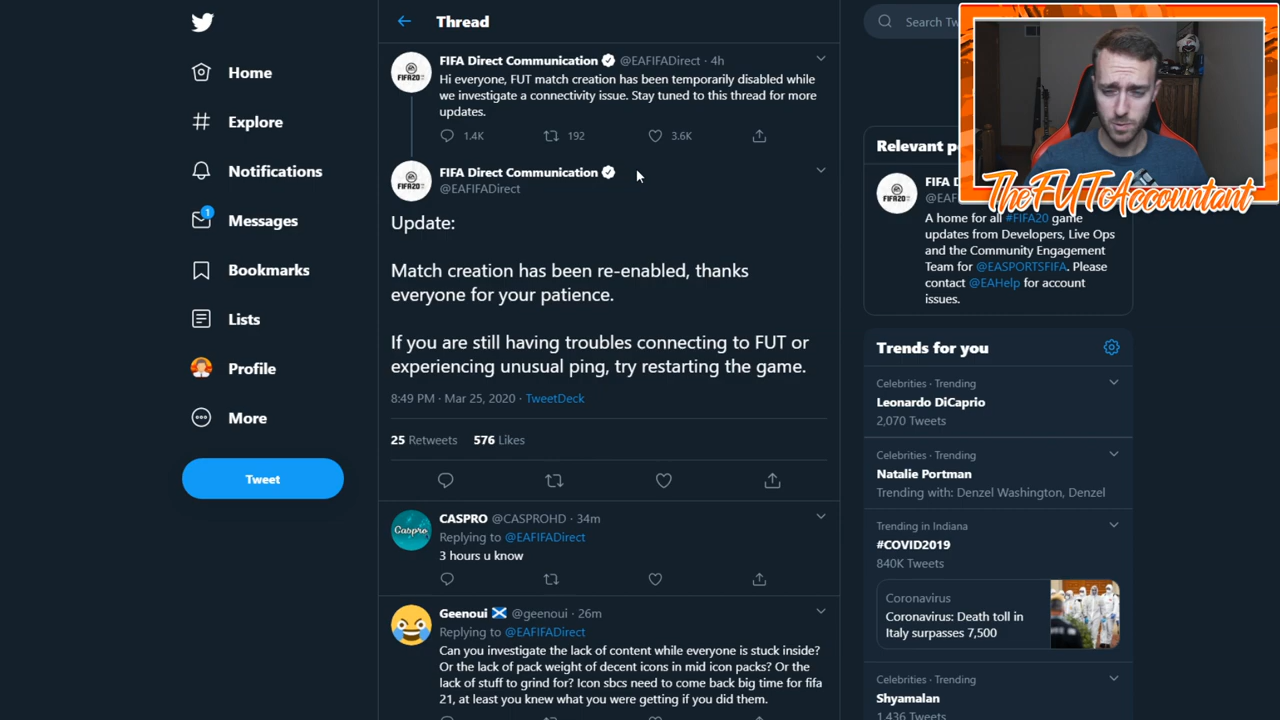 Home
Explore
Notifications
1
Messages
Bookmarks
Lists
Profile
More
Tweet
Thread
FIFA Direct Communication @EAFIFADirect · 4h
Hi everyone, FUT match creation has been temporarily disabled while
we investigate a connectivity issue. Stay tuned to this thread for more
updates.
1.4K 192 3.6K
FIFA Direct Communication
@EAFIFADirect
Update:
Match creation has been re-enabled, thanks
everyone for your patience.
If you are still having troubles connecting to FUT or
experiencing unusual ping, try restarting the game.
8:49 PM · Mar 25, 2020 · TweetDeck
25 Retweets 576 Likes
CASPRO @CASPROHD · 34m
Replying to @EAFIFADirect
3 hours u know
Geenoui @geenoui · 26m
Replying to @EAFIFADirect
Can you investigate the lack of content while everyone is stuck inside?
Or the lack of pack weight of decent icons in mid icon packs? Or the
lack of stuff to grind for? Icon sbcs need to come back big time for fifa
21, at least you knew what you were getting if you did them.
Search Tw
TheFUTAccountant
Relevant pe
FIFA D
@EAF
A home for all #FIFA20 game
updates from Developers, Live Ops
and the Community Engagement
Team for @EASPORTSFIFA. Please
contact @EAHelp for account
issues.
Trends for you
Celebrities · Trending
Leonardo DiCaprio
2,070 Tweets
Celebrities · Trending
Natalie Portman
Trending with: Denzel Washington, Denzel
Trending in Indiana
#COVID2019
840K Tweets
Coronavirus
Coronavirus: Death toll in
Italy surpasses 7,500
Celebrities · Trending
Shyamalan
1,436 Tweets